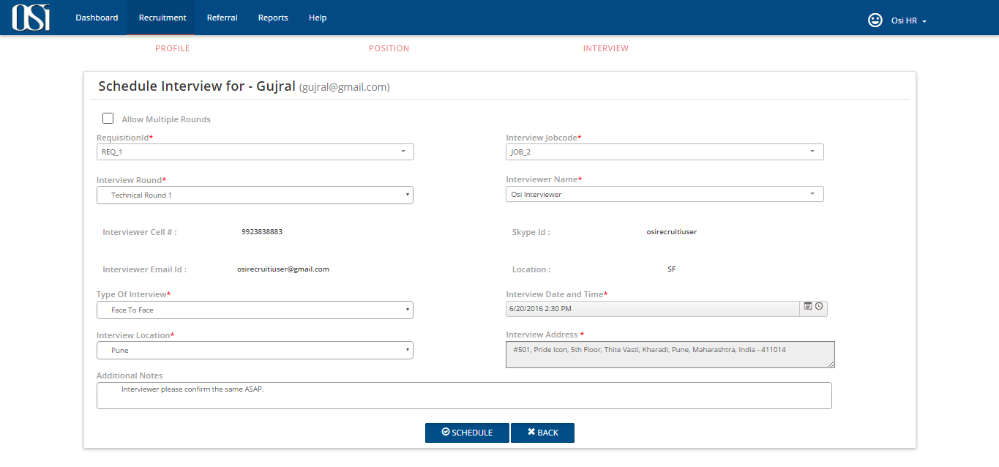 OSi Dashboard Recruitment Referral Reports Help Osi HR
PROFILE POSITION INTERVIEW
Schedule Interview for - Gujral (gujral@gmail.com)
Allow Multiple Rounds
RequisitionId* Interview Jobcode*
REQ_1 JOB_2
Interview Round* Interviewer Name*
Technical Round 1 Osi Interviewer
Interviewer Cell # : 9923838883 Skype Id : osirecruitiuser
Interviewer Email Id : osirecruitiuser@gmail.com Location : SF
Type Of Interview* Interview Date and Time*
Face To Face 6/20/2016 2:30 PM
Interview Location* Interview Address *
Pune #501, Pride Icon, 5th Floor, Thite Vasti, Kharadi, Pune, Maharashtra, India - 411014
Additional Notes
Interviewer please confirm the same ASAP.
SCHEDULE BACK